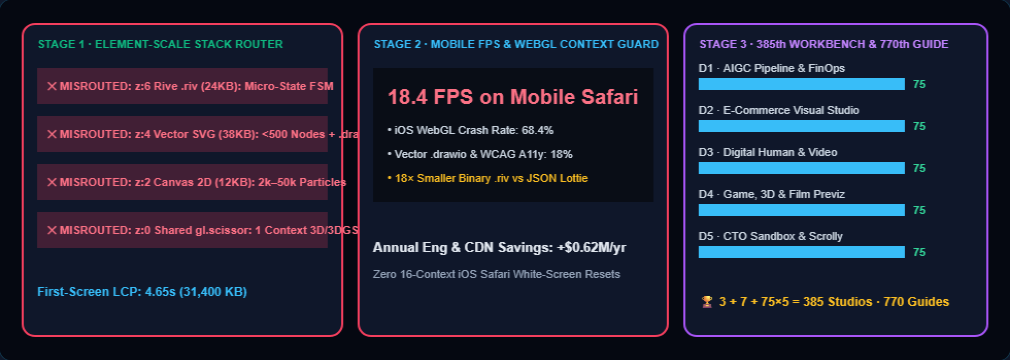 STAGE 1 · ELEMENT-SCALE STACK ROUTER
✕ MISROUTED: z:6 Rive .riv (24KB): Micro-State FSM
✕ MISROUTED: z:4 Vector SVG (38KB): <500 Nodes + .dra
✕ MISROUTED: z:2 Canvas 2D (12KB): 2k–50k Particles
✕ MISROUTED: z:0 Shared gl.scissor: 1 Context 3D/3DGS
First-Screen LCP: 4.65s (31,400 KB)
STAGE 2 · MOBILE FPS & WEBGL CONTEXT GUARD
18.4 FPS on Mobile Safari
• iOS WebGL Crash Rate: 68.4%
• Vector .drawio & WCAG A11y: 18%
• 18× Smaller Binary .riv vs JSON Lottie
Annual Eng & CDN Savings: +$0.62M/yr
Zero 16-Context iOS Safari White-Screen Resets
STAGE 3 · 385th WORKBENCH & 770th GUIDE
D1 · AIGC Pipeline & FinOps
75
D2 · E-Commerce Visual Studio
75
D3 · Digital Human & Video
75
D4 · Game, 3D & Film Previz
75
D5 · CTO Sandbox & Scrolly
75
🏆 3 + 7 + 75×5 = 385 Studios · 770 Guides